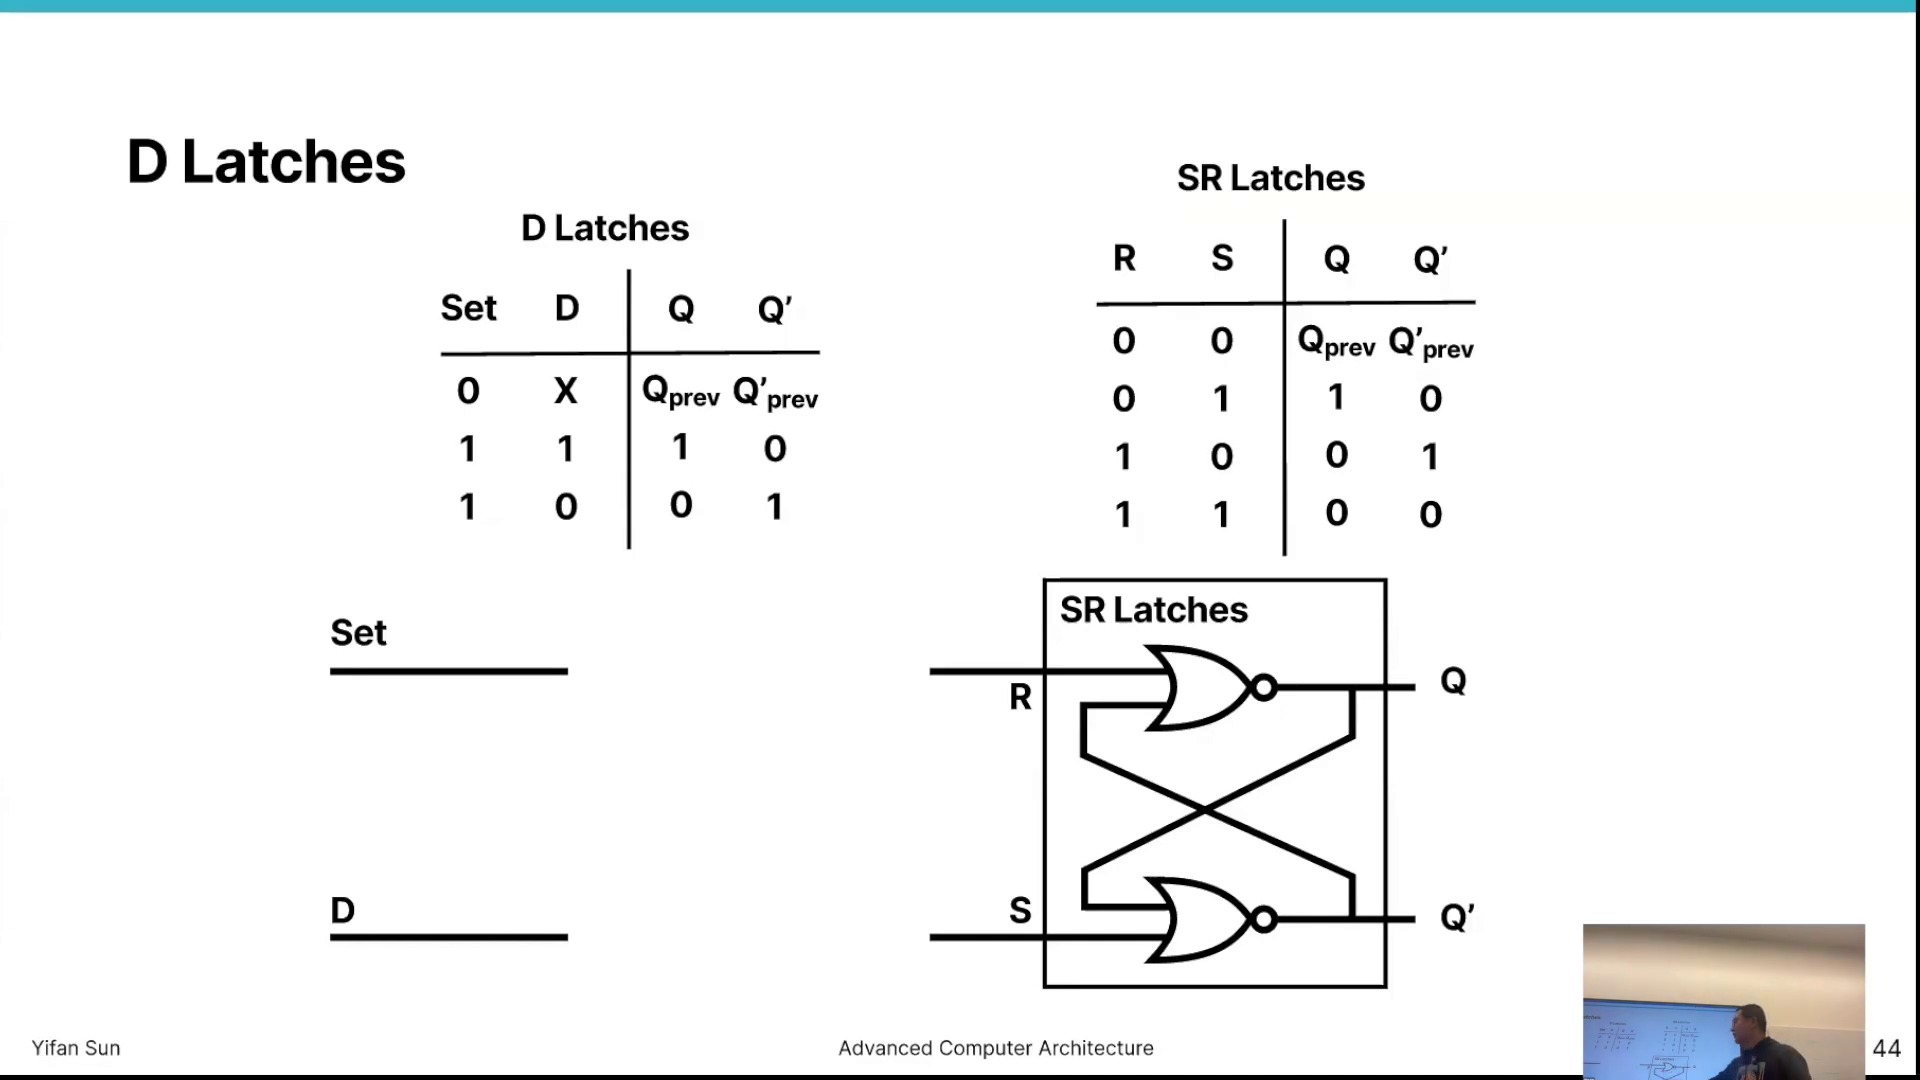 D Latches
D Latches
Set D Q Q’
0 X Qprev Q’prev
1 1 1 0
1 0 0 1
SR Latches
R S Q Q’
0 0 Qprev Q’prev
0 1 1 0
1 0 0 1
1 1 0 0
Set
D
SR Latches
R
S
Q
Q’
Yifan Sun
Advanced Computer Architecture
44